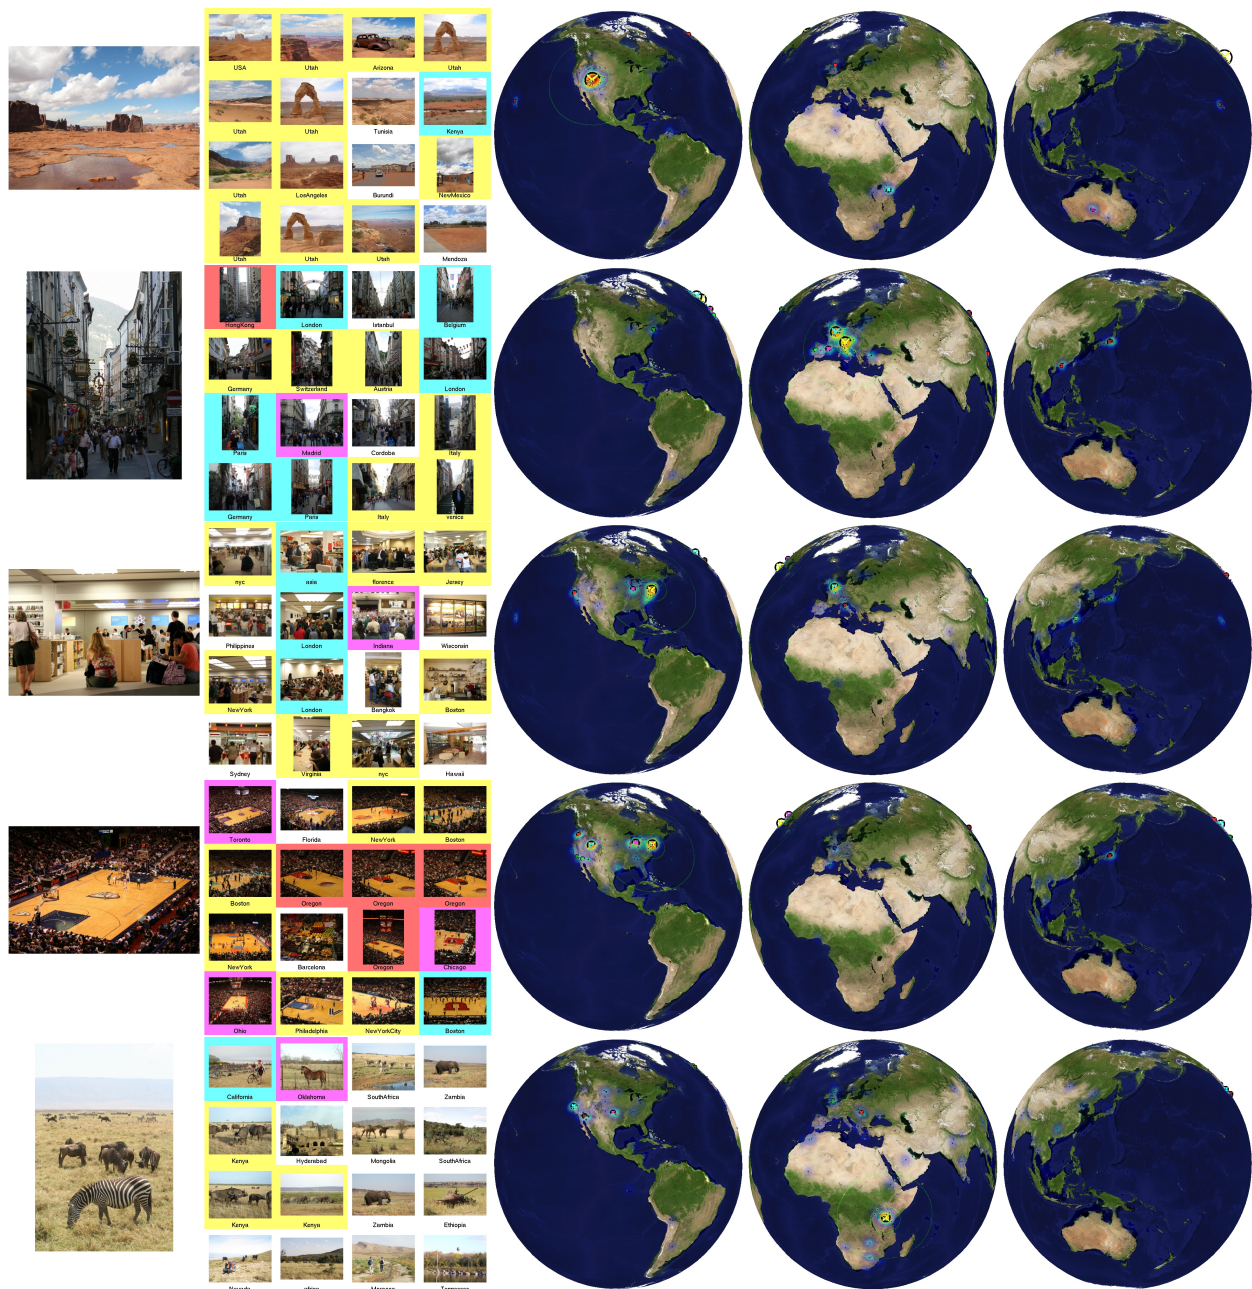 USA Utah Arizona Utah
Utah Utah Tunisia Kenya
Utah LosAngeles Burundi NewMexico
Utah Utah Utah Mendoza
HongKong London Istanbul Belgium
Germany Switzerland Austria London
Paris Madrid Cordoba Italy
Germany Paris Italy venice
nyc asia florence Jersey
Philippines London Indiana Wisconsin
NewYork London Bangkok Boston
Sydney Virginia nyc Hawaii
Toronto Florida NewYork Boston
Boston Oregon Oregon Oregon
NewYork Barcelona Oregon Chicago
Ohio Philadelphia NewYorkCity Boston
California Oklahoma SouthAfrica Zambia
Kenya Hyderabad Mongolia SouthAfrica
Kenya Kenya Zambia Ethiopia
Nevada africa Morocco Tennessee